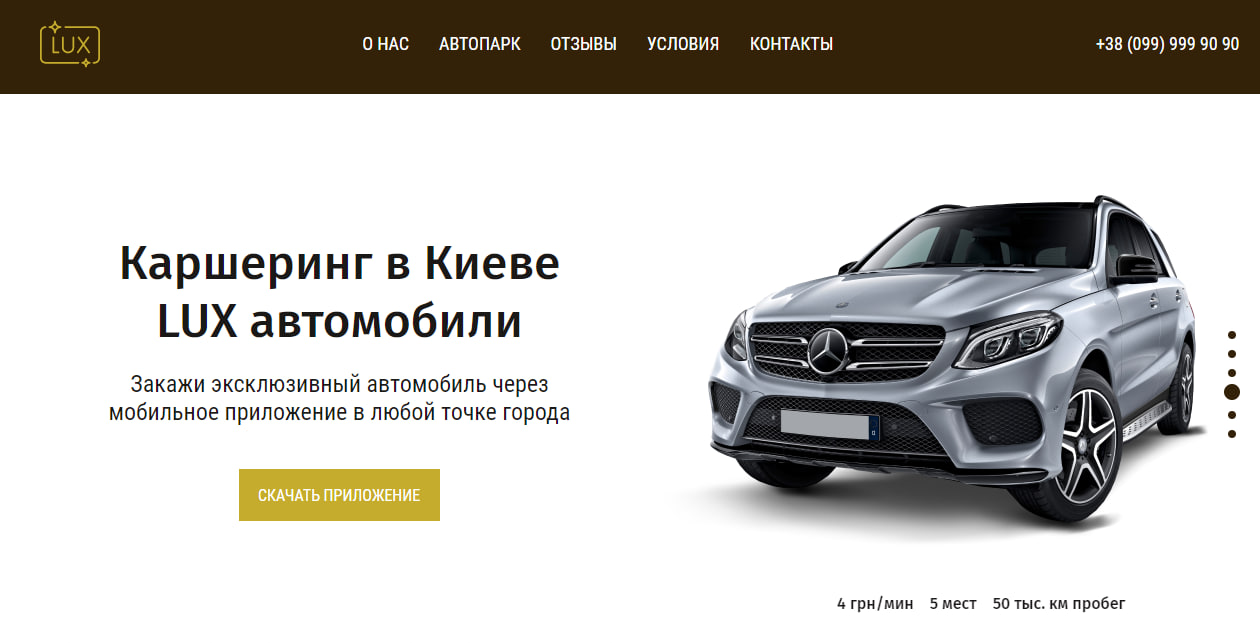 LUX
О НАС
АВТОПАРК
ОТЗЫВЫ
УСЛОВИЯ
КОНТАКТЫ
+38 (099) 999 90 90
Каршеринг в Киеве
LUX автомобили
Закажи эксклюзивный автомобиль через
мобильное приложение в любой точке города
СКАЧАТЬ ПРИЛОЖЕНИЕ
4 грн/мин
5 мест
50 тыс. км пробег